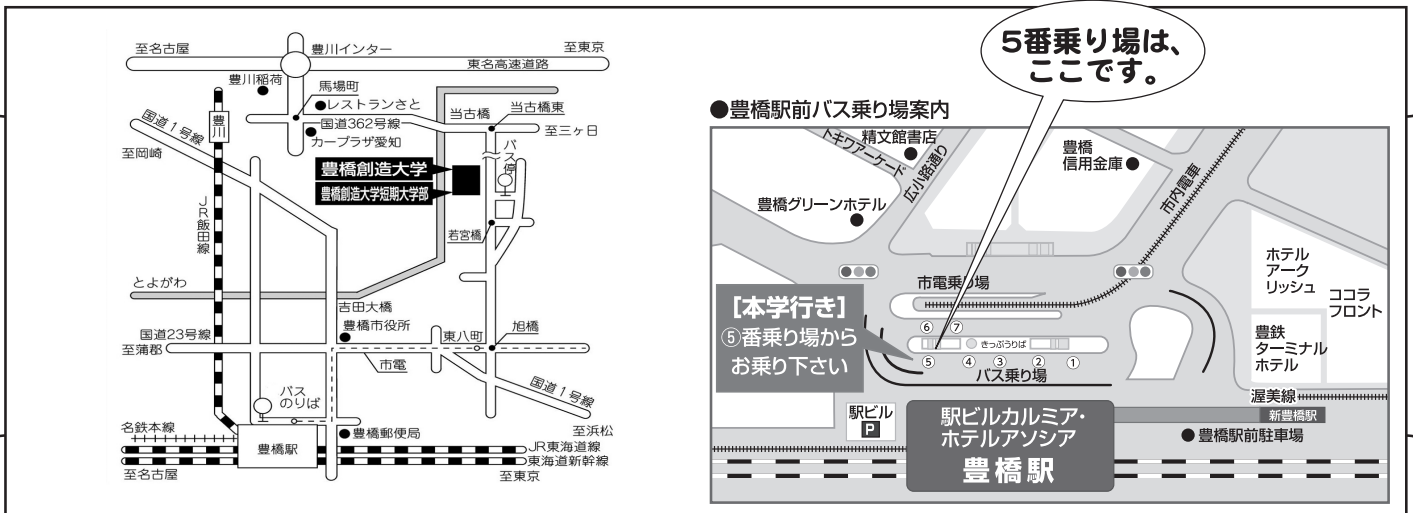 至名古屋
豊川インター
至東京
東名高速道路
豊川稲荷
馬場町
●レストランさと
当古橋
当古橋東
国道362号線
至三ヶ日
カープラザ愛知
国道1号線
至岡崎
豊川
バス停
豊橋創造大学
豊橋創造大学短期大学部
JR飯田線
若宮橋
とよがわ
吉田大橋
国道23号線
豊橋市役所
東八町
旭橋
至蒲郡
市電
国道1号線
バス
のりば
名鉄本線
豊橋郵便局
至浜松
豊橋駅
JR東海道線
東海道新幹線
至名古屋
至東京
5番乗り場は、
ここです。
●豊橋駅前バス乗り場案内
精文館書店
トキワアーケード
広小路通り
豊橋
信用金庫
市内電車
豊橋グリーンホテル
市電乗り場
ホテル
アーク
リッシュ
ココラ
フロント
[本学行き]
⑤番乗り場から
お乗り下さい
⑥ ⑦
きっぷうりば
⑤ ④ ③ ② ①
バス乗り場
豊鉄
ターミナル
ホテル
渥美線
新豊橋駅
駅ビル
P
駅ビルカルミア・
ホテルアソシア
豊橋駅
●豊橋駅前駐車場